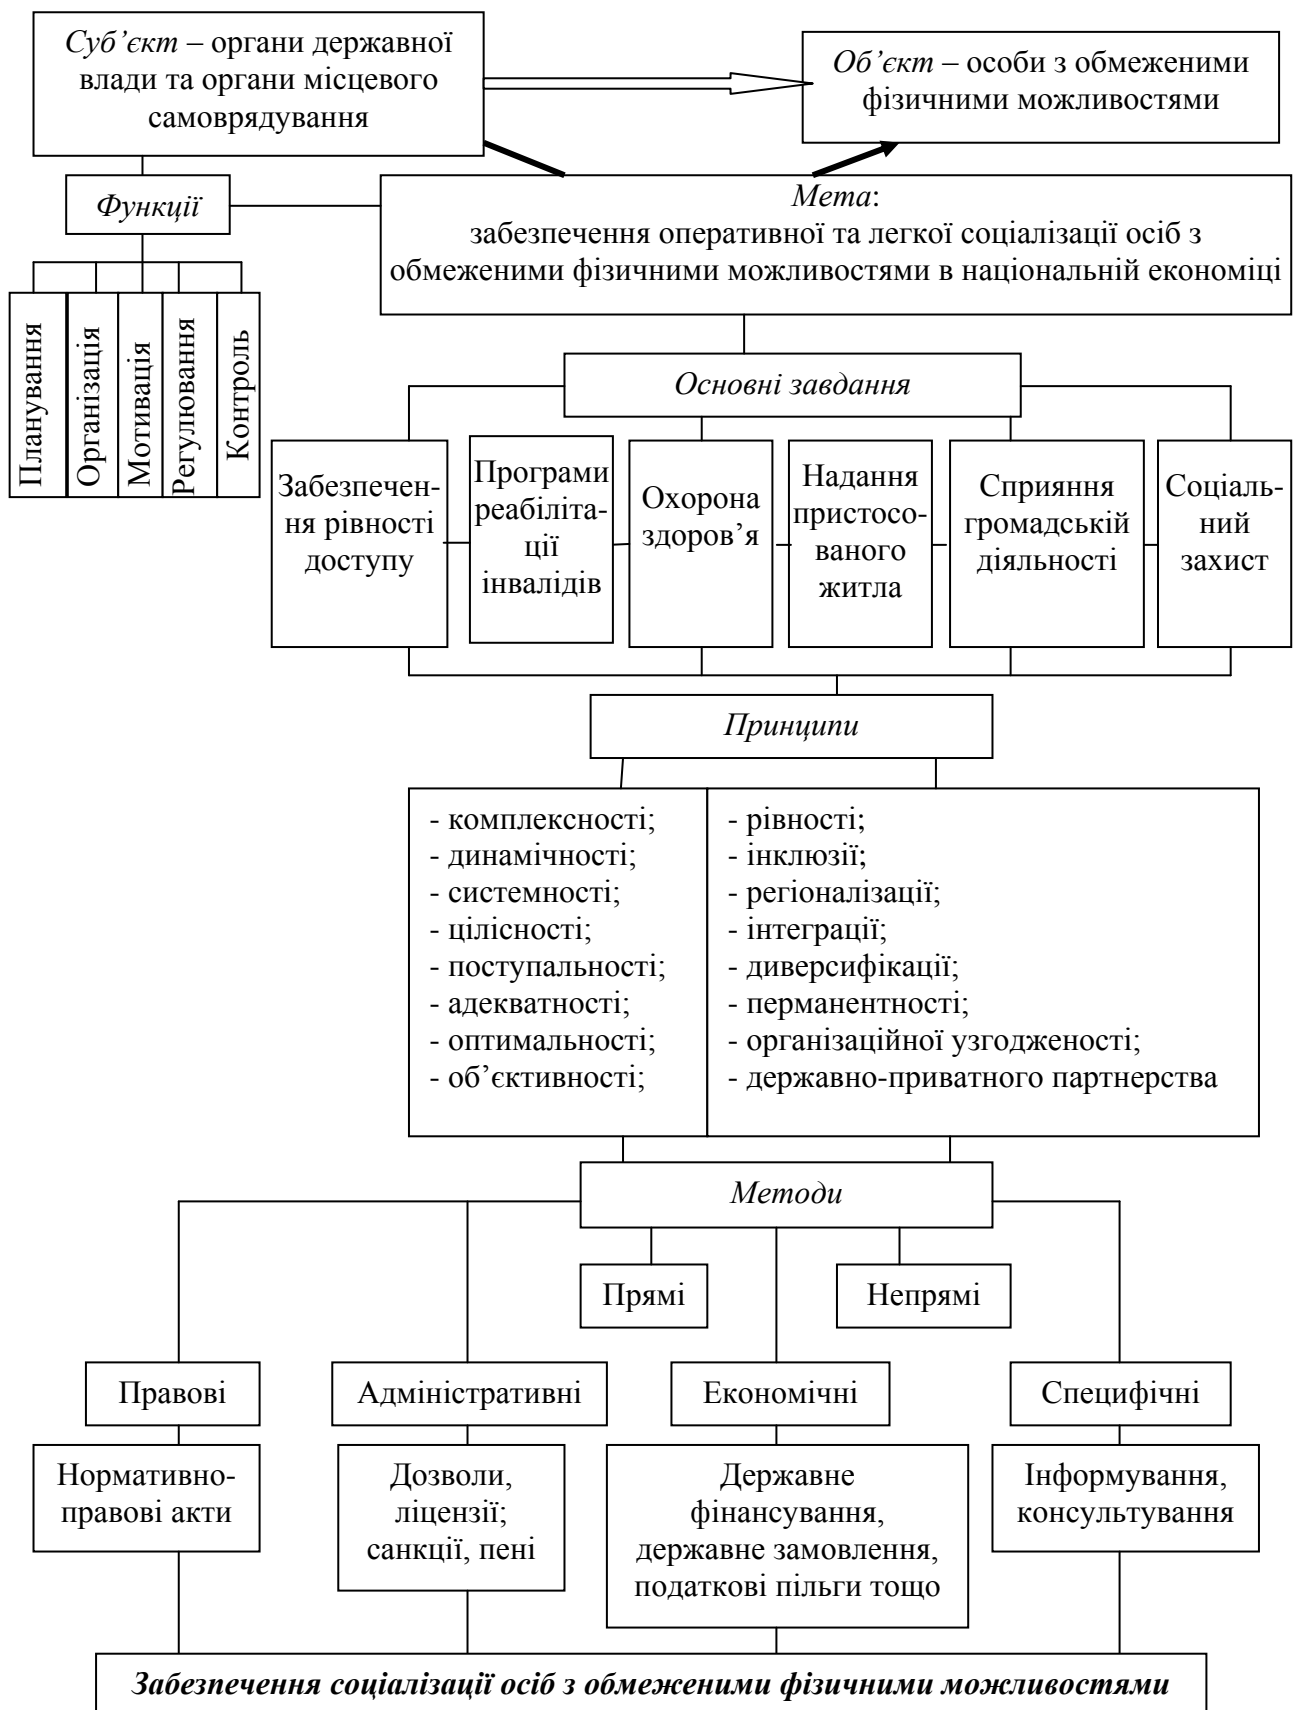 Суб’єкт – органи державної
влади та органи місцевого
самоврядування
Об’єкт – особи з обмеженими
фізичними можливостями
Функції
Мета:
забезпечення оперативної та легкої соціалізації осіб з
обмеженими фізичними можливостями в національній економіці
Планування
Організація
Мотивація
Регулювання
Контроль
Основні завдання
Забезпечен-
ня рівності
доступу
Програми
реабіліта-
ції
інвалідів
Охорона
здоров’я
Надання
пристосо-
ваного
житла
Сприяння
громадській
діяльності
Соціаль-
ний
захист
Принципи
- комплексності;
- динамічності;
- системності;
- цілісності;
- поступальності;
- адекватності;
- оптимальності;
- об’єктивності;
- рівності;
- інклюзії;
- регіоналізації;
- інтеграції;
- диверсифікації;
- перманентності;
- організаційної узгодженості;
- державно-приватного партнерства
Методи
Прямі
Непрямі
Правові
Адміністративні
Економічні
Специфічні
Нормативно-
правові акти
Дозволи,
ліцензії;
санкції, пені
Державне
фінансування,
державне замовлення,
податкові пільги тощо
Інформування,
консультування
Забезпечення соціалізації осіб з обмеженими фізичними можливостями